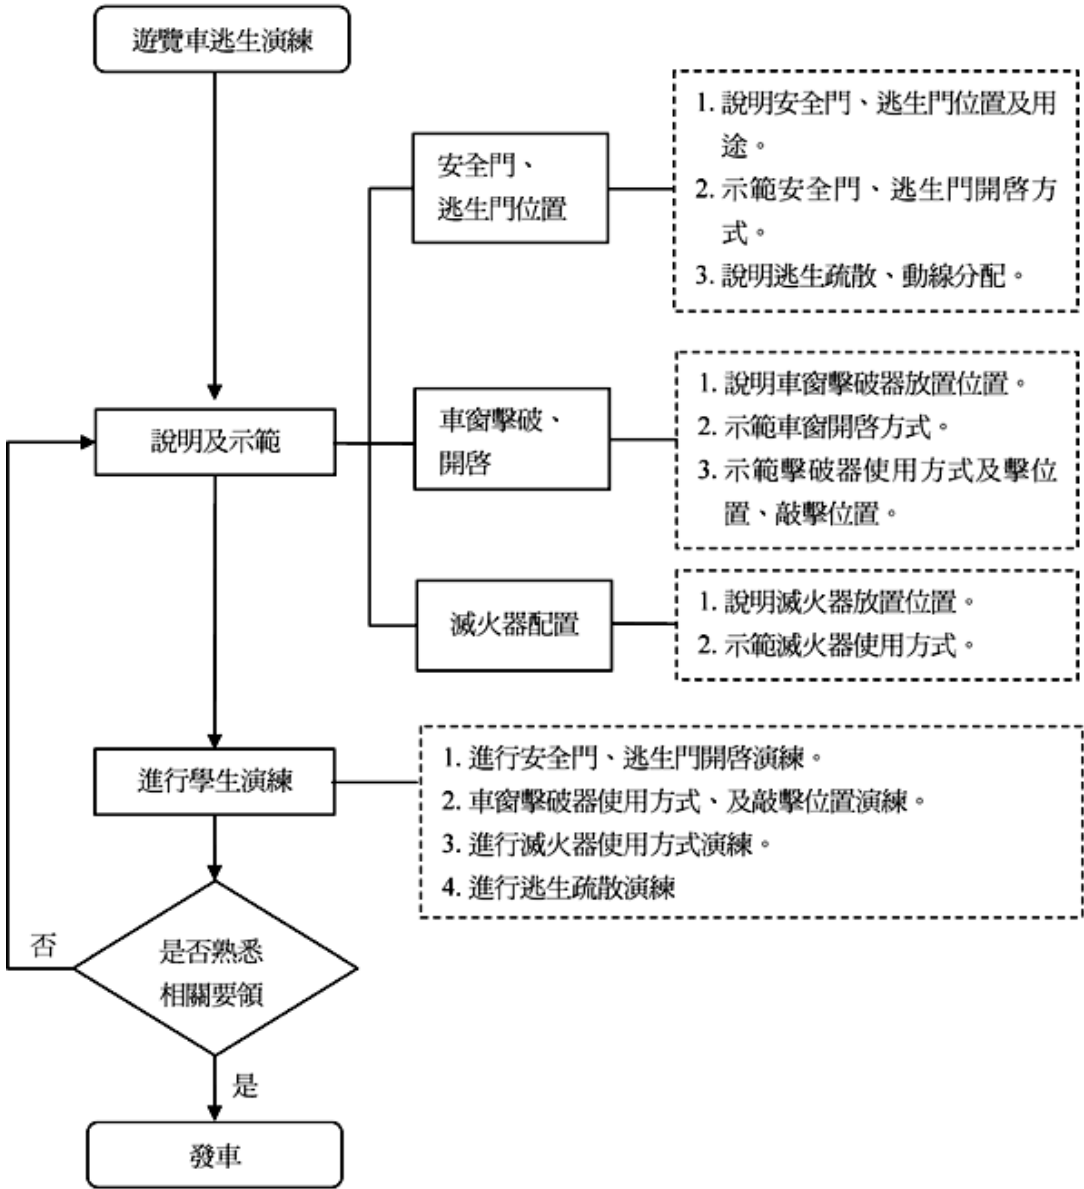 遊覽車逃生演練
安全門、
逃生門位置
1. 說明安全門、逃生門位置及用
途。
2. 示範安全門、逃生門開啓方
式。
3. 說明逃生疏散、動線分配。
說明及示範
車窗擊破、
開啓
1. 說明車窗擊破器放置位置。
2. 示範車窗開啓方式。
3. 示範擊破器使用方式及擊位
置、敲擊位置。
滅火器配置
1. 說明滅火器放置位置。
2. 示範滅火器使用方式。
進行學生演練
1. 進行安全門、逃生門開啓演練。
2. 車窗擊破器使用方式、及敲擊位置演練。
3. 進行滅火器使用方式演練。
4. 進行逃生疏散演練
否
是否熟悉
相關要領
是
發車